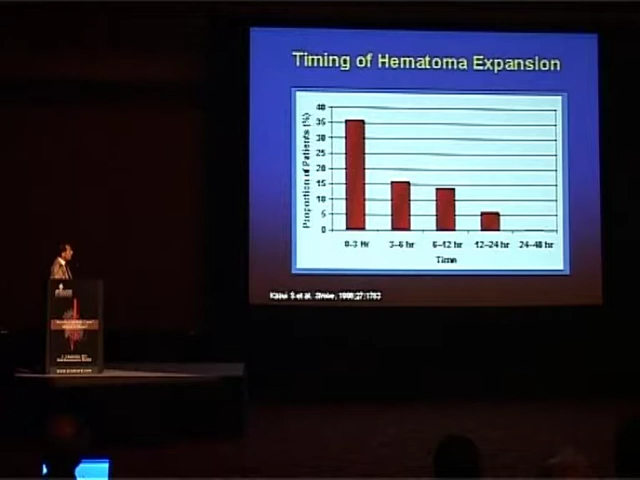 Timing of Hematoma Expansion
Proportion of Patients (%)
40
35
30
25
20
15
10
5
0
0-3 Hr 3-6 hr 6-12 hr 12-24 hr 24-48 hr
Time
Kazui S et al. Stroke. 1996;27:1783